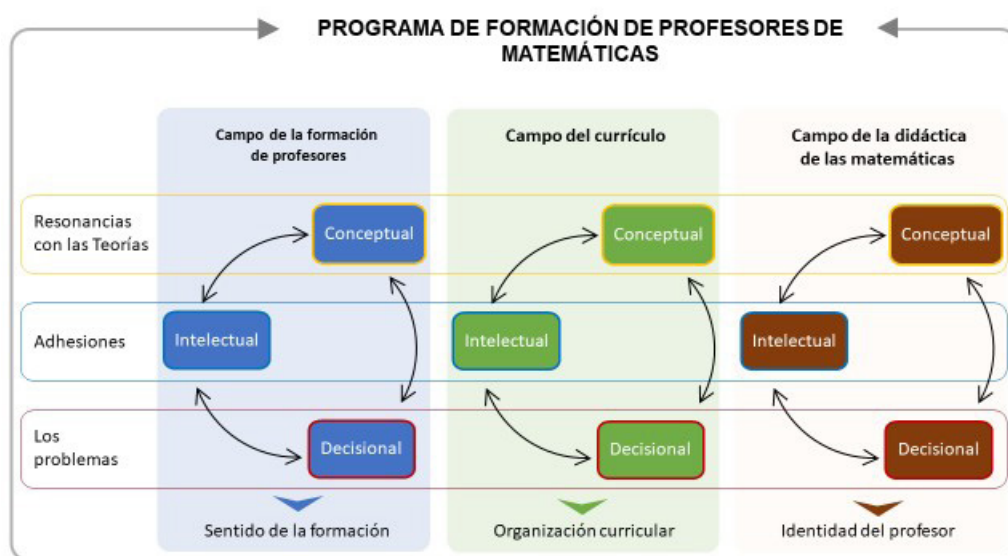 PROGRAMA DE FORMACIÓN DE PROFESORES DE
MATEMÁTICAS
Campo de la formación
de profesores
Campo del currículo
Campo de la didáctica
de las matemáticas
Resonancias
con las Teorías
Conceptual
Conceptual
Conceptual
Adhesiones
Intelectual
Intelectual
Intelectual
Los
problemas
Decisional
Decisional
Decisional
Sentido de la formación
Organización curricular
Identidad del profesor